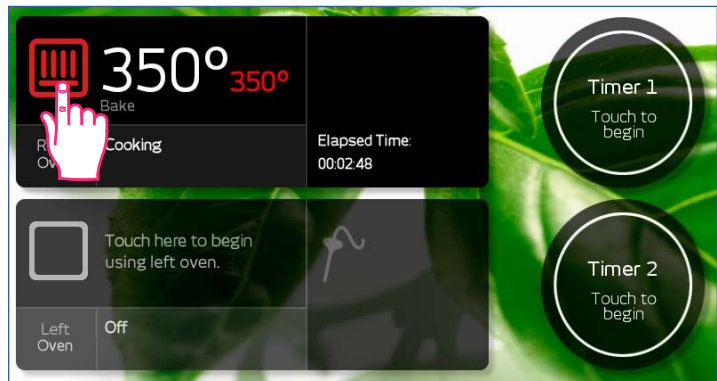 350° 350°
Bake
Cooking
Elapsed Time:
00:02:48
Touch here to begin
using left oven.
Left
Oven
Off
Timer 1
Touch to
begin
Timer 2
Touch to
begin